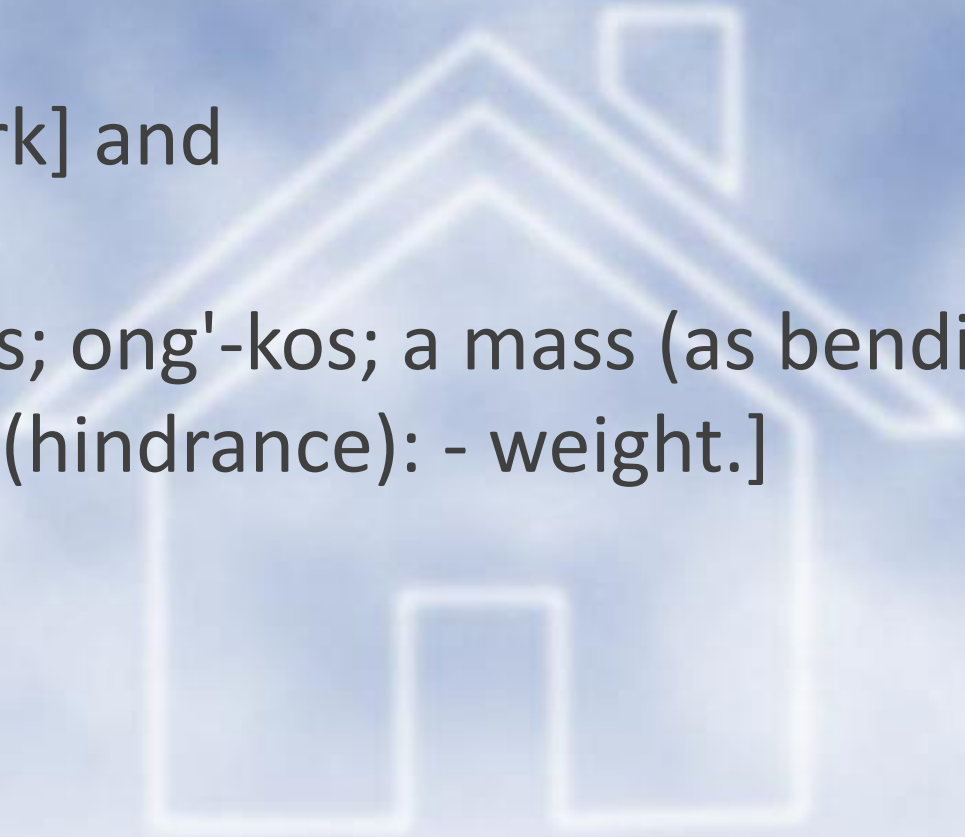 rk] and
s; ong'-kos; a mass (as bendi
(hindrance): - weight.]